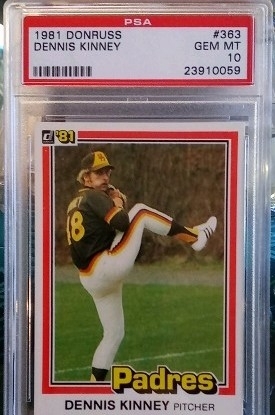 PSA
1981 DONRUSS #363
DENNIS KINNEY GEM MT
10
23910059
'81
18
Padres
DENNIS KINNEY PITCHER